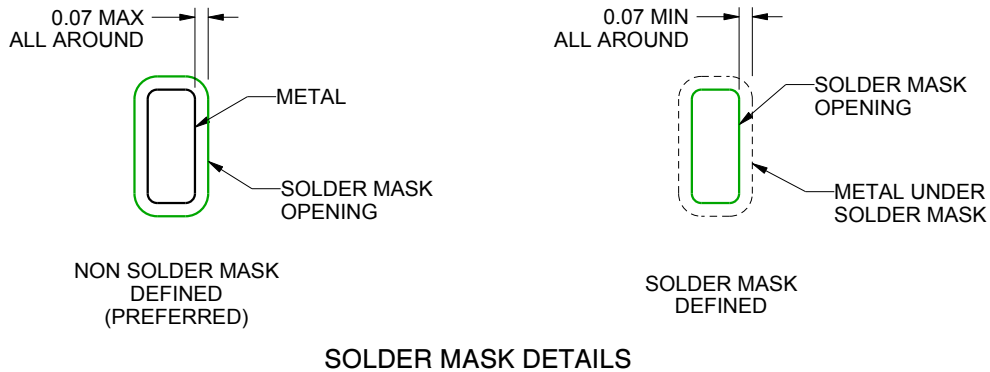 0.07 MAX
ALL AROUND
METAL
SOLDER MASK
OPENING
NON SOLDER MASK
DEFINED
(PREFERRED)
0.07 MIN
ALL AROUND
SOLDER MASK
OPENING
METAL UNDER
SOLDER MASK
SOLDER MASK
DEFINED
SOLDER MASK DETAILS